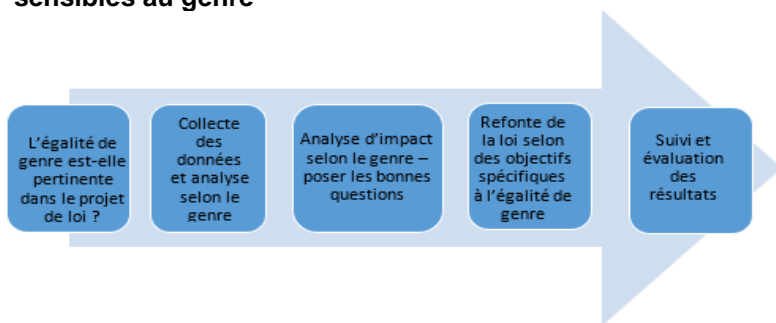 sensibles au genre
L'égalité de
genre est-elle
pertinente
dans le projet
de loi ?
Collecte
des
données
et analyse
selon le
genre
Analyse d'impact
selon le genre –
poser les bonnes
questions
Refonte de
la loi selon
des objectifs
spécifiques
à l'égalité de
genre
Suivi et
évaluation
des
résultats